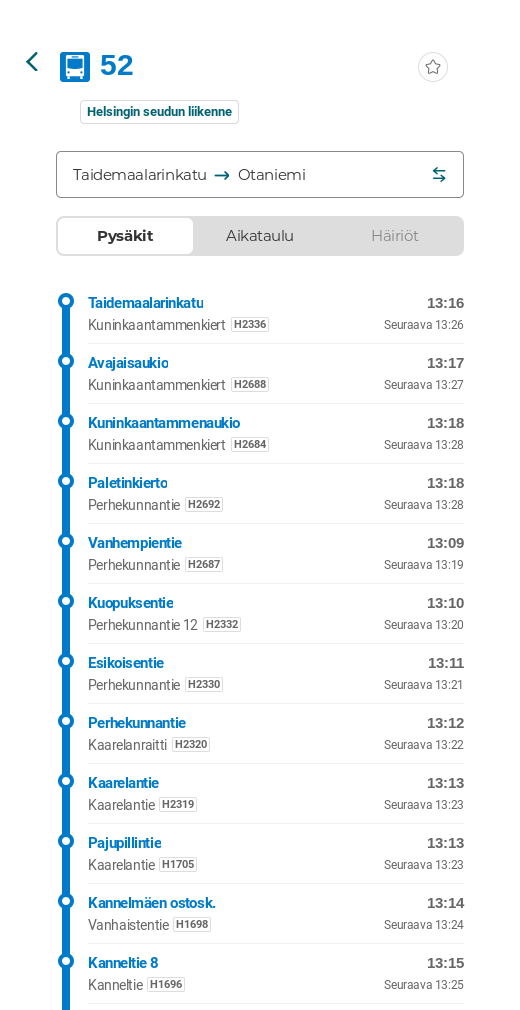 52
Helsingin seudun liikenne
Taidemaalarinkatu → Otaniemi
Pysäkit Aikataulu Häiriöt
Taidemaalarinkatu 13:16
Kuninkaantammenkiert H2336 Seuraava 13:26
Avajaisaukio 13:17
Kuninkaantammenkiert H2688 Seuraava 13:27
Kuninkaantammenaukio 13:18
Kuninkaantammenkiert H2684 Seuraava 13:28
Paletinkierto 13:18
Perhekunnantie H2692 Seuraava 13:28
Vanhempientie 13:09
Perhekunnantie H2687 Seuraava 13:19
Kuopuksentie 13:10
Perhekunnantie 12 H2332 Seuraava 13:20
Esikoisentie 13:11
Perhekunnantie H2330 Seuraava 13:21
Perhekunnantie 13:12
Kaarelanraitti H2320 Seuraava 13:22
Kaarelantie 13:13
Kaarelantie H2319 Seuraava 13:23
Pajupillintie 13:13
Kaarelantie H1705 Seuraava 13:23
Kannelmäen ostosk. 13:14
Vanhaistentie H1698 Seuraava 13:24
Kanneltie 8 13:15
Kanneltie H1696 Seuraava 13:25